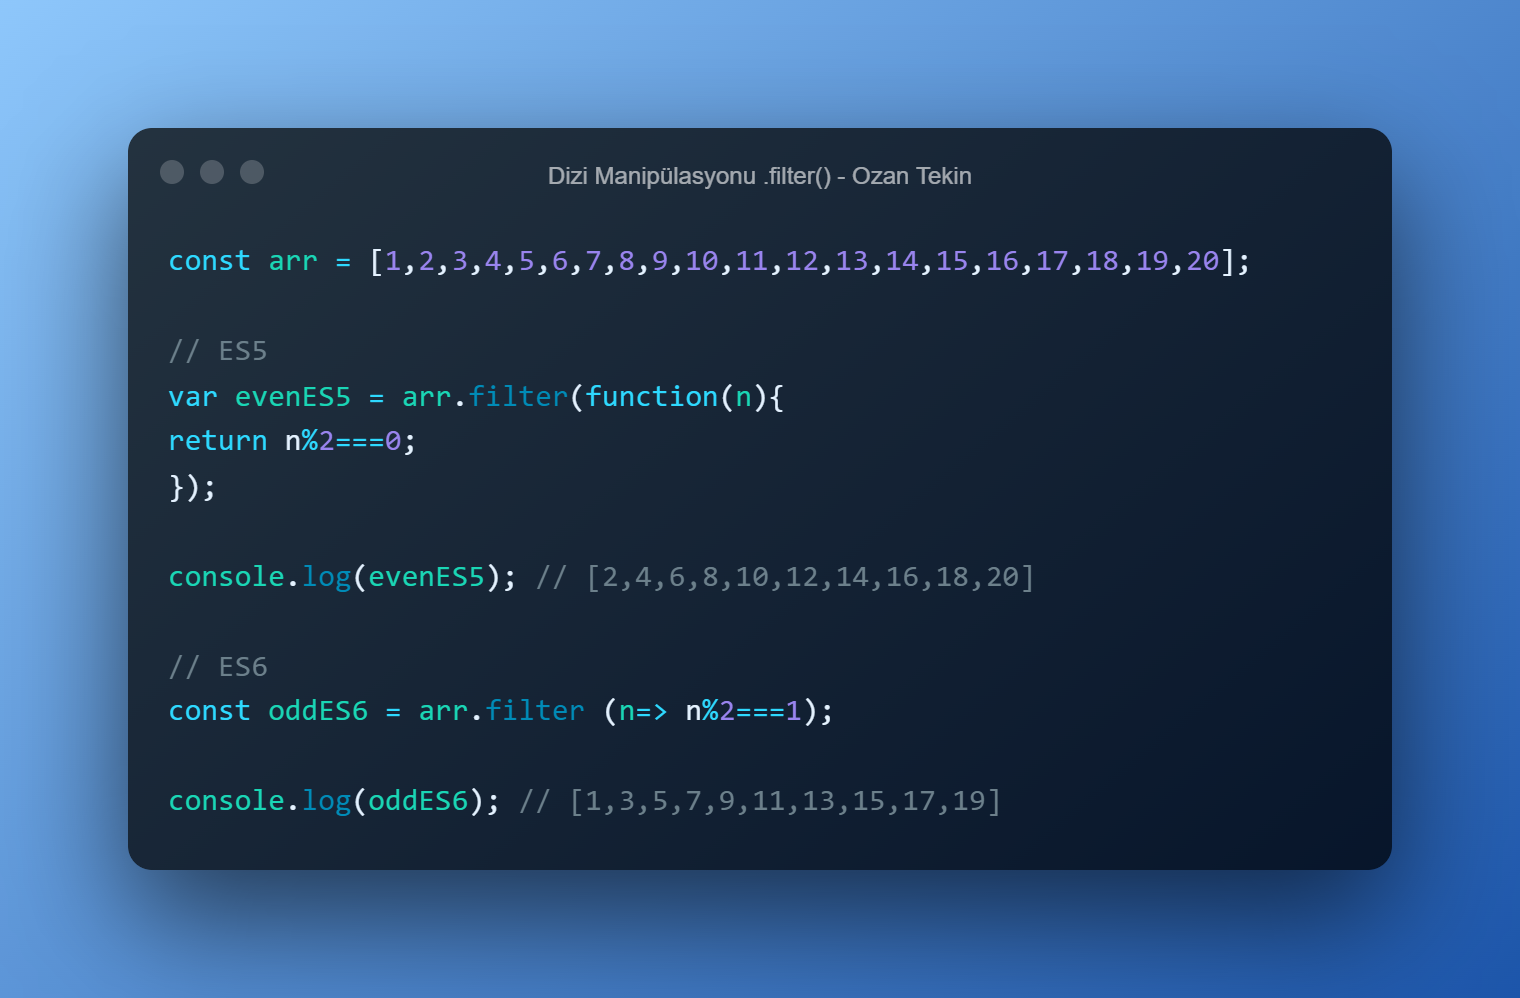 Dizi Manipülasyonu .filter() - Ozan Tekin
const arr = [1,2,3,4,5,6,7,8,9,10,11,12,13,14,15,16,17,18,19,20];
// ES5
var evenES5 = arr.filter(function(n){
return n%2===0;
});
console.log(evenES5); // [2,4,6,8,10,12,14,16,18,20]
// ES6
const oddES6 = arr.filter (n=> n%2===1);
console.log(oddES6); // [1,3,5,7,9,11,13,15,17,19]